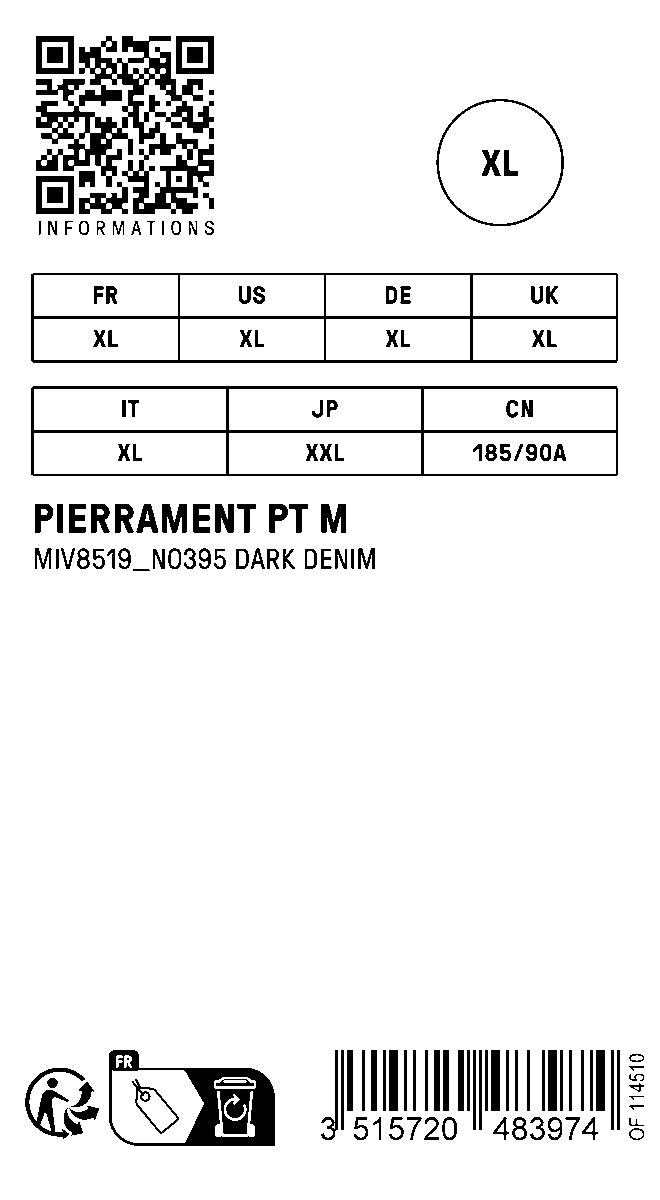 XL
INFORMATIONS
FR US DE UK
XL XL XL XL
IT JP CN
XL XXL 185/90A
PIERRAMENT PT M
MIV8519_N0395 DARK DENIM
FR
3 515720 483974
OF 114510